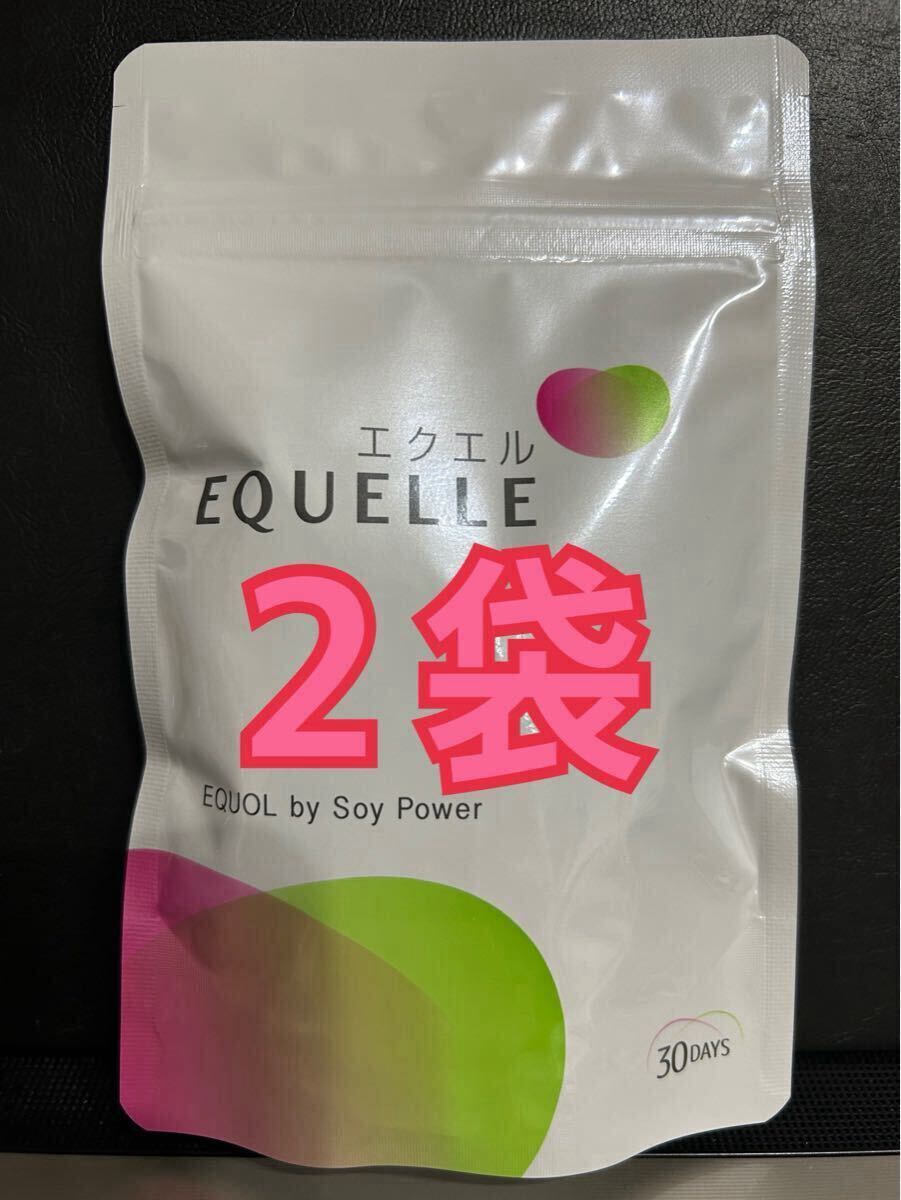 エクエル
EQUELLE
2袋
EQUOL by Soy Power
30DAYS